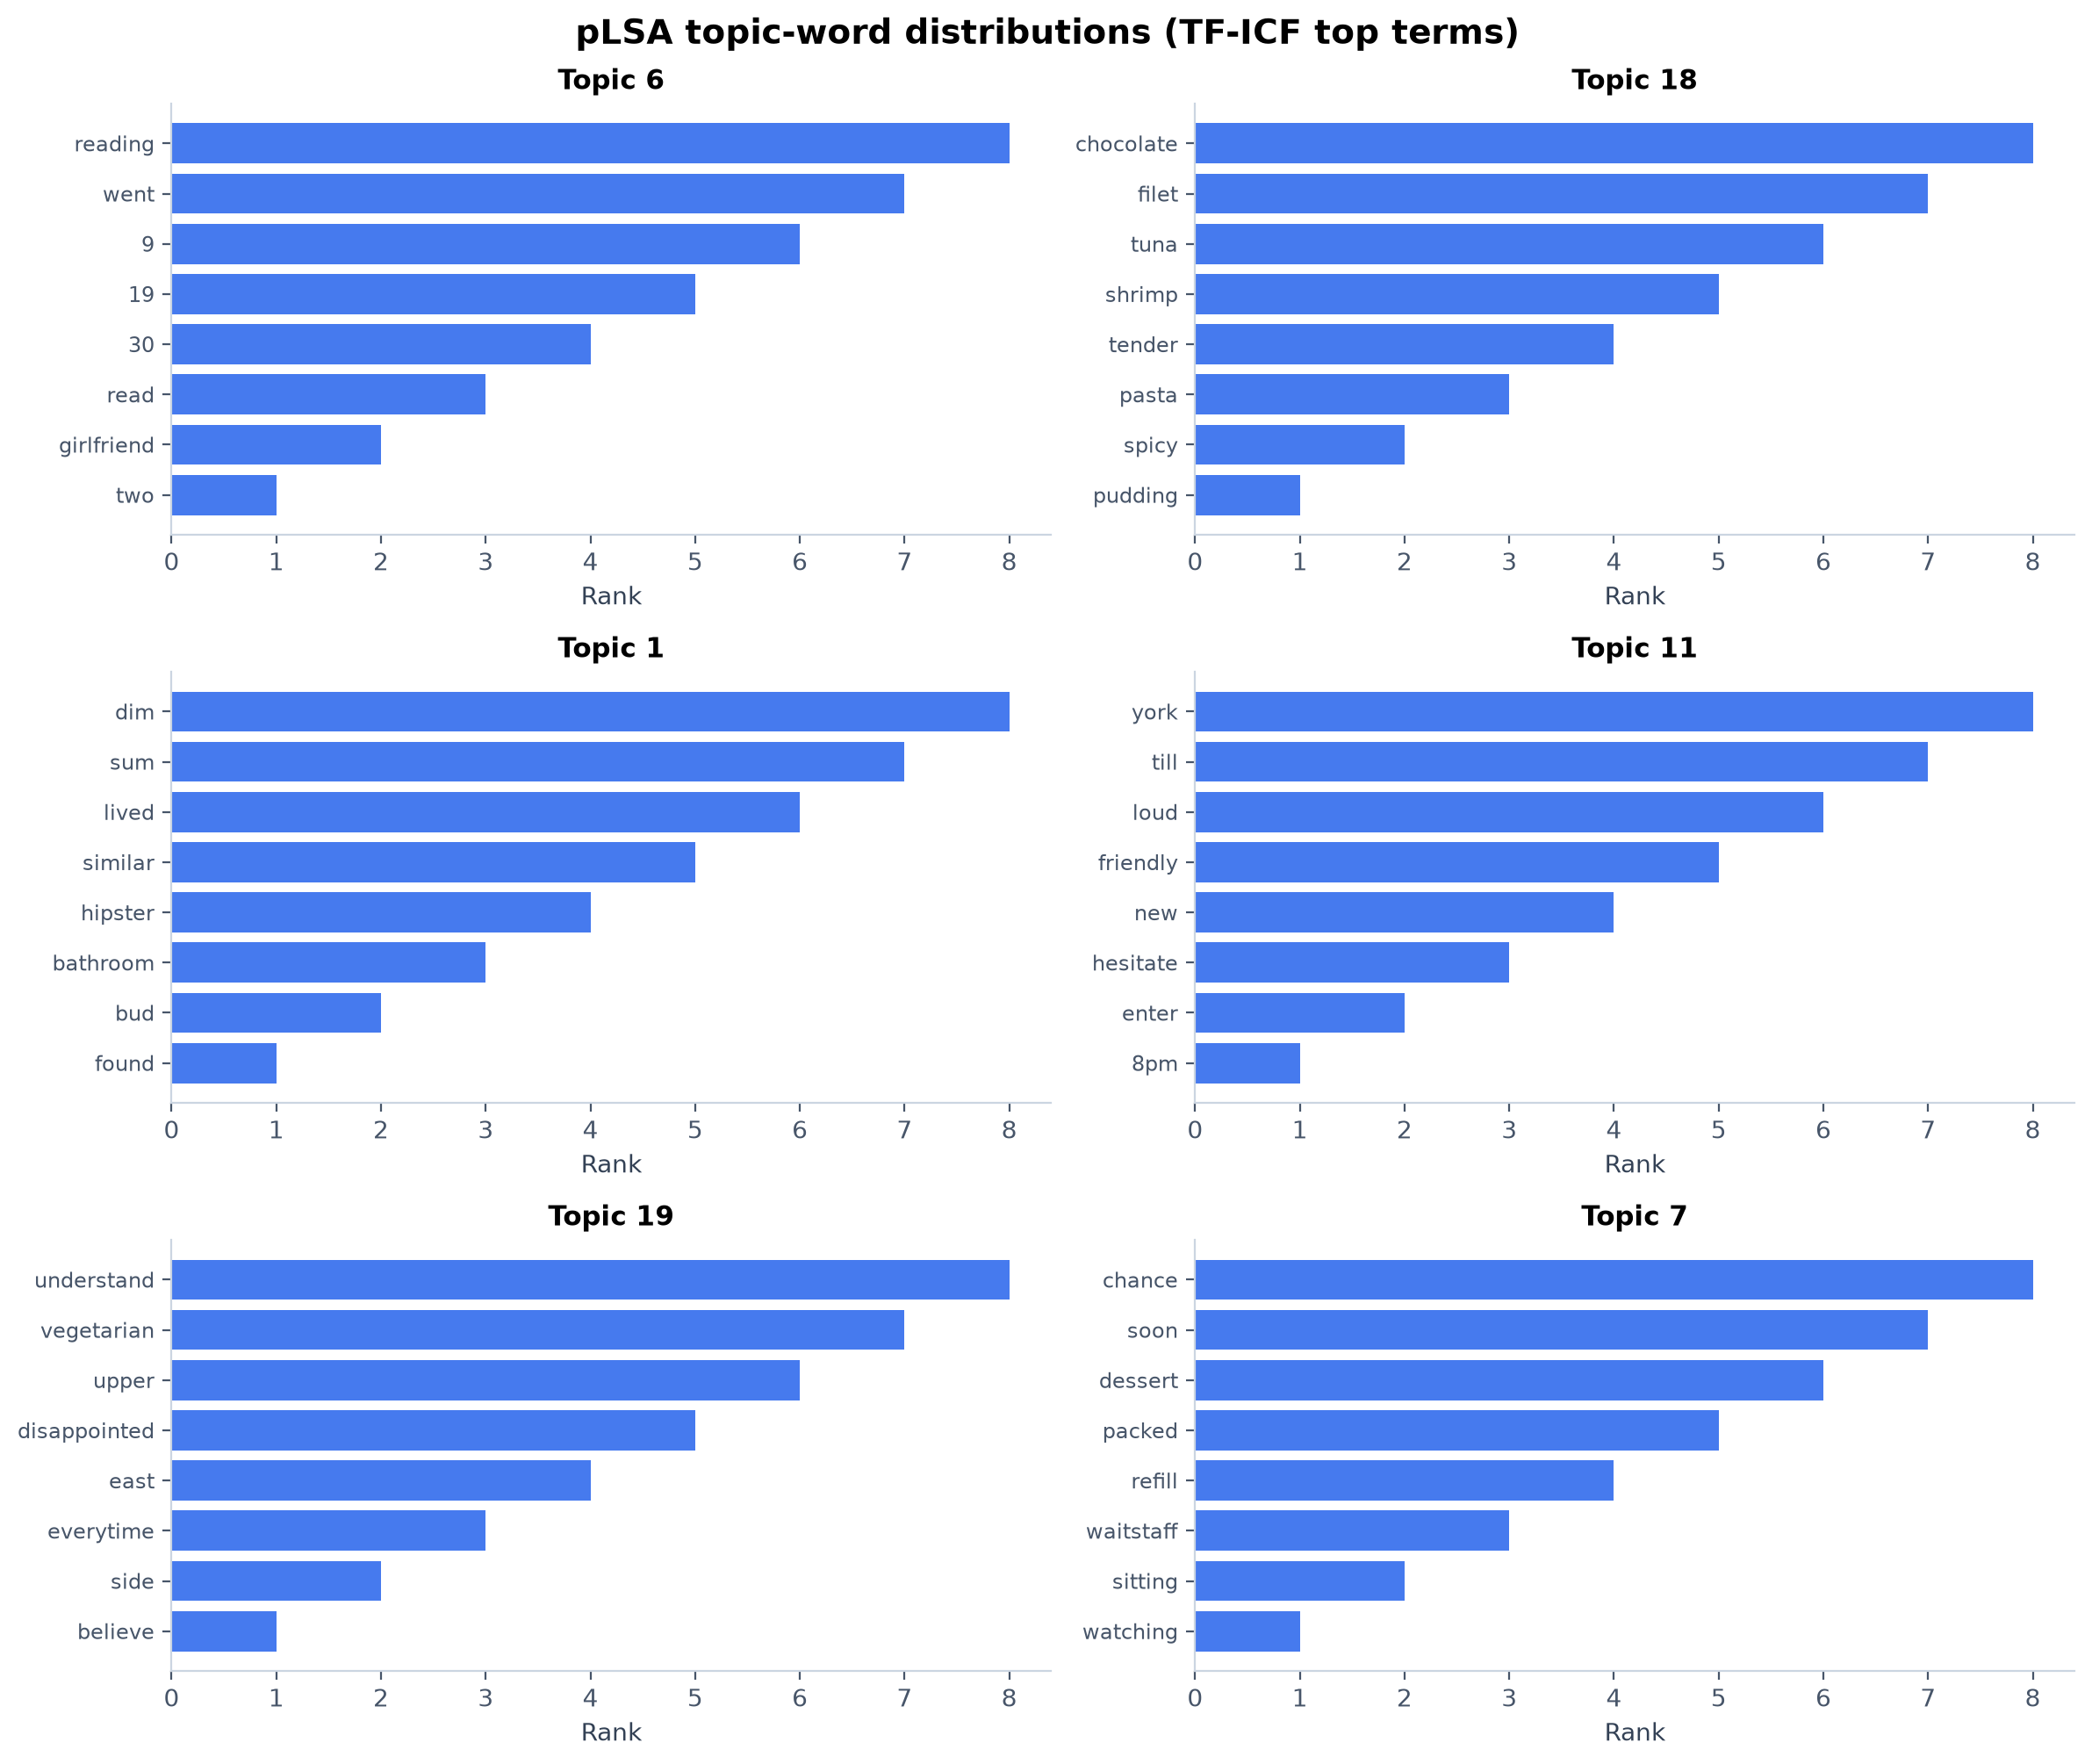 pLSA topic-word distributions (TF-ICF top terms)
Topic 6
reading
went
9
19
30
read
girlfriend
two
0 1 2 3 4 5 6 7 8
Rank
Topic 18
chocolate
filet
tuna
shrimp
tender
pasta
spicy
pudding
0 1 2 3 4 5 6 7 8
Rank
Topic 1
dim
sum
lived
similar
hipster
bathroom
bud
found
0 1 2 3 4 5 6 7 8
Rank
Topic 11
york
till
loud
friendly
new
hesitate
enter
8pm
0 1 2 3 4 5 6 7 8
Rank
Topic 19
understand
vegetarian
upper
disappointed
east
everytime
side
believe
0 1 2 3 4 5 6 7 8
Rank
Topic 7
chance
soon
dessert
packed
refill
waitstaff
sitting
watching
0 1 2 3 4 5 6 7 8
Rank